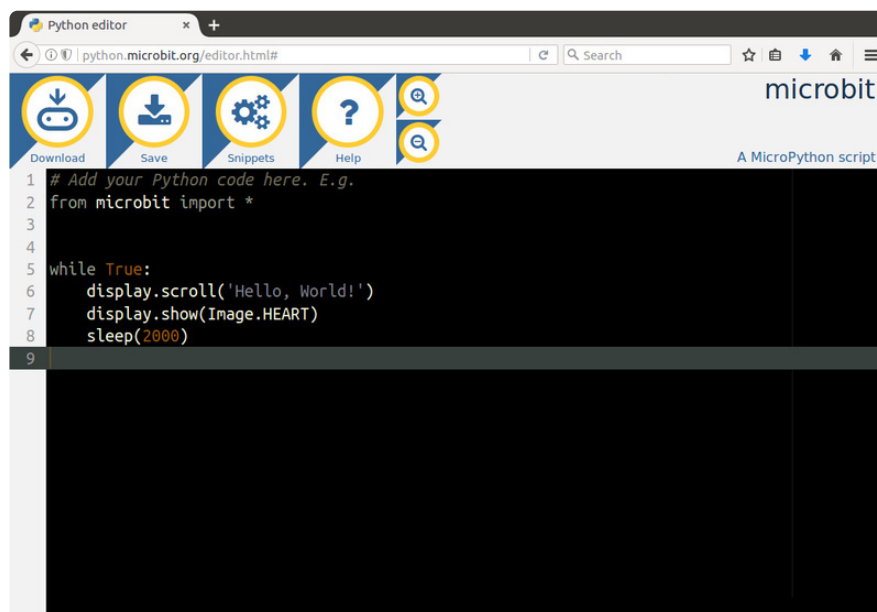 Python editor
python.microbit.org/editor.html#
Search
Download
Save
Snippets
Help
microbit
A MicroPython script
1 # Add your Python code here. E.g.
2 from microbit import *
3
4
5 while True:
6     display.scroll('Hello, World!')
7     display.show(Image.HEART)
8     sleep(2000)
9